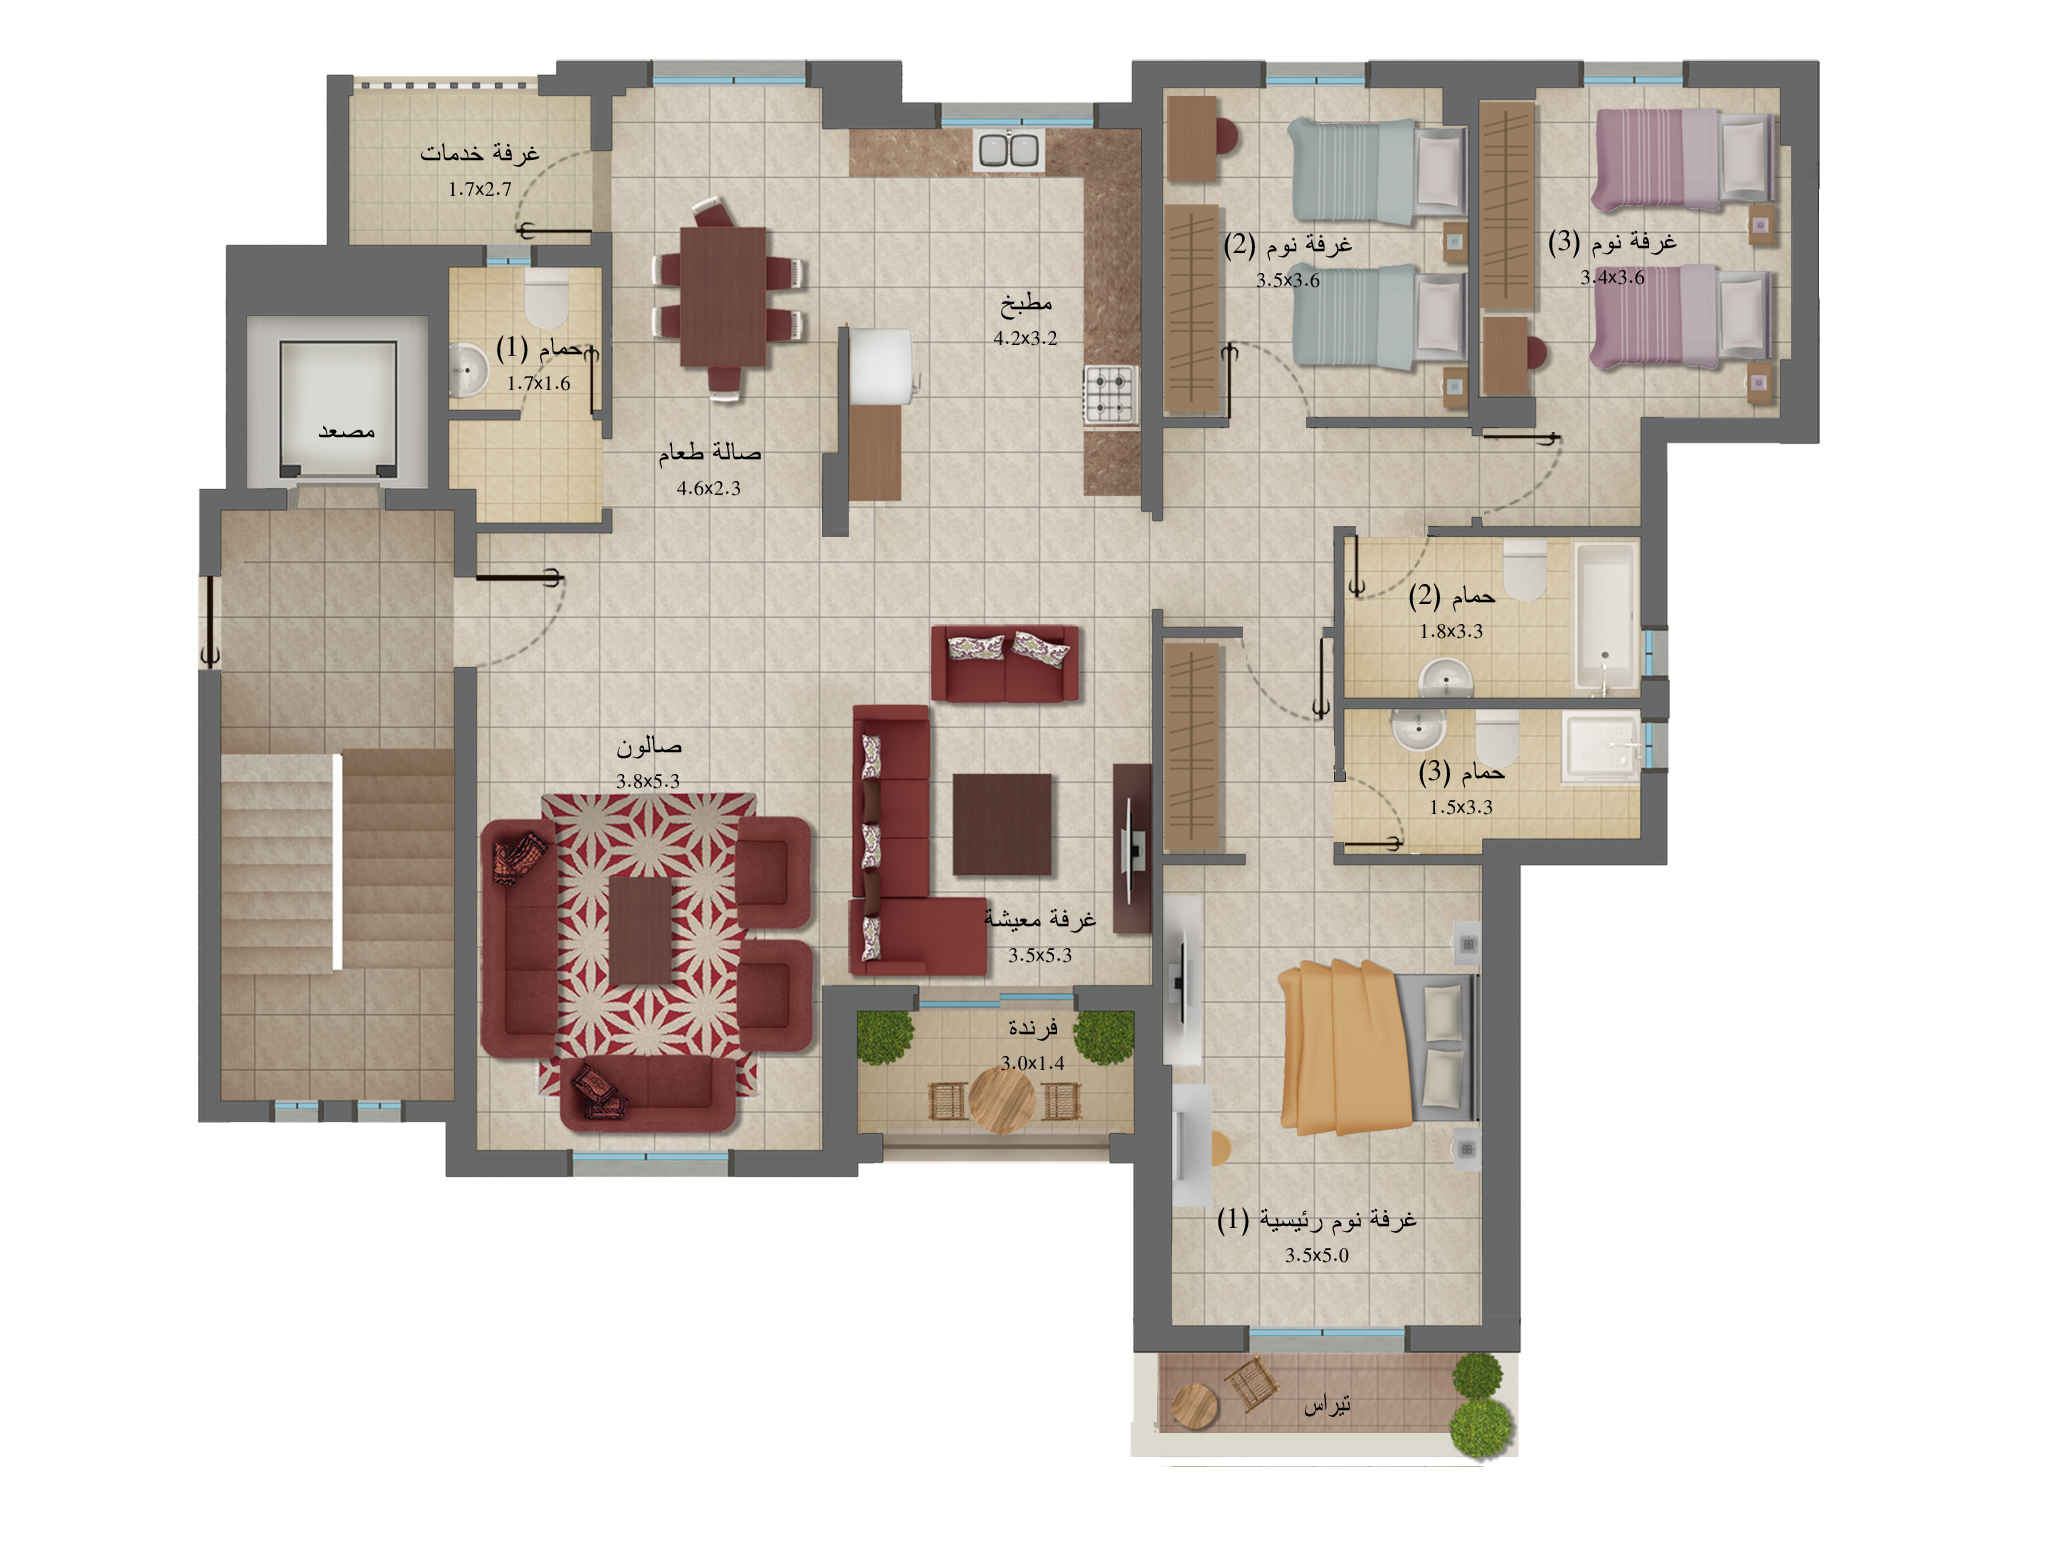 غرفة خدمات
1.7x2.7
غرفة نوم (3)
3.4x3.6
غرفة نوم (2)
3.5x3.6
مطبخ
4.2x3.2
حمام (1)
1.7x1.6
مصعد
صالة طعام
4.6x2.3
حمام (2)
1.8x3.3
صالون
3.8x5.3
حمام (3)
1.5x3.3
غرفة معيشة
3.5x5.3
فرندة
3.0x1.4
غرفة نوم رئيسية (1)
3.5x5.0
تيراس